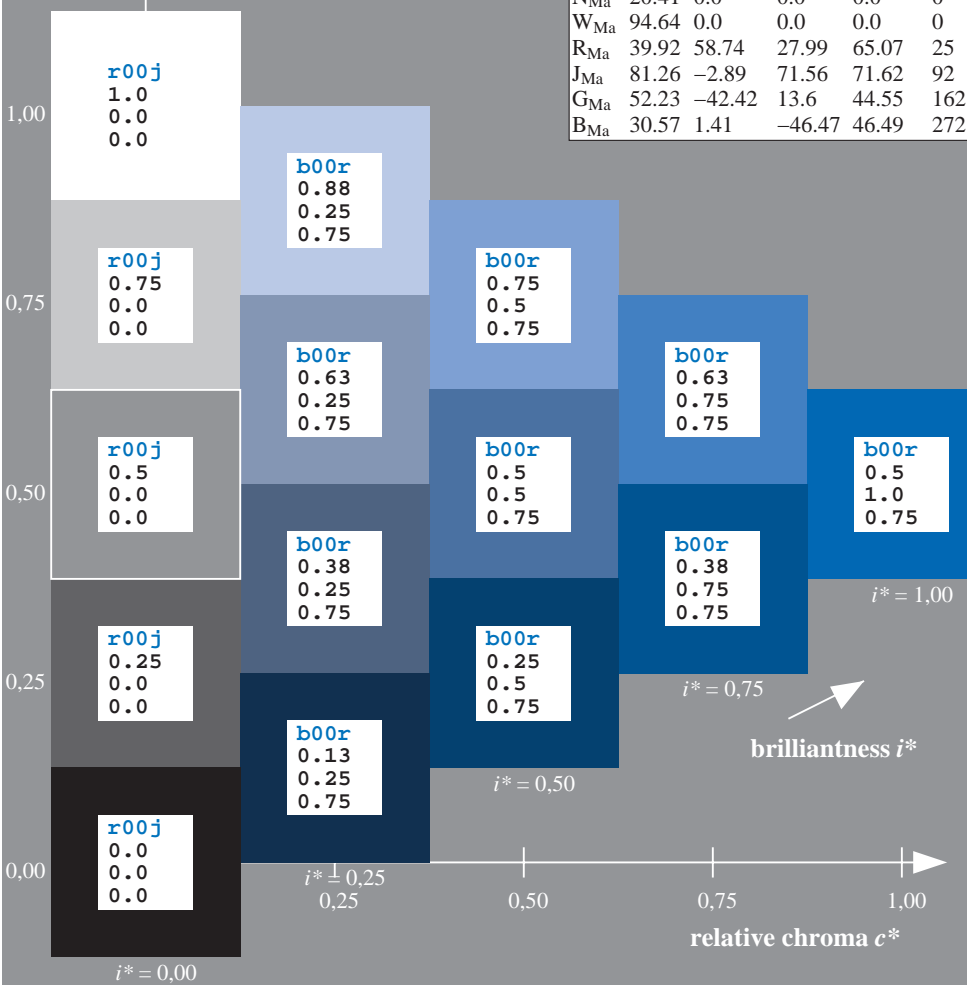 W_Ma 94.64 0.0 0.0 0.0 0
R_Ma 39.92 58.74 27.99 65.07 25
J_Ma 81.26 −2.89 71.56 71.62 92
G_Ma 52.23 −42.42 13.6 44.55 162
B_Ma 30.57 1.41 −46.47 46.49 272
r00j
1.0
0.0
0.0
1,00
b00r
0.88
0.25
0.75
r00j
0.75
0.0
0.0
b00r
0.75
0.5
0.75
0,75
b00r
0.63
0.25
0.75
b00r
0.63
0.75
0.75
r00j
0.5
0.0
0.0
b00r
0.5
0.5
0.75
b00r
0.5
1.0
0.75
0,50
b00r
0.38
0.25
0.75
b00r
0.38
0.75
0.75
i* = 1,00
r00j
0.25
0.0
0.0
b00r
0.25
0.5
0.75
0,25
i* = 0,75
b00r
0.13
0.25
0.75
brilliantness i*
i* = 0,50
r00j
0.0
0.0
0.0
0,00
i* = 0,25
0,25 0,50 0,75 1,00
relative chroma c*
i* = 0,00